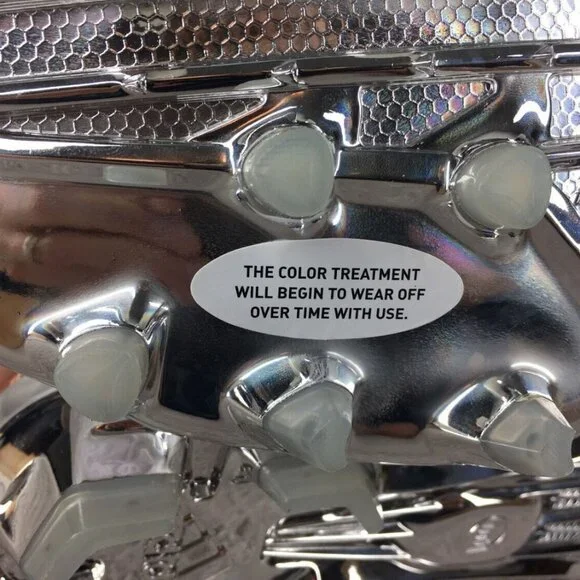 THE COLOR TREATMENT
WILL BEGIN TO WEAR OFF
OVER TIME WITH USE.